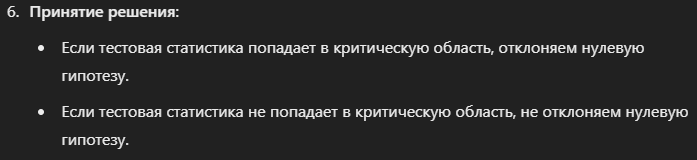 6. Принятие решения:
• Если тестовая статистика попадает в критическую область, отклоняем нулевую
гипотезу.
• Если тестовая статистика не попадает в критическую область, не отклоняем нулевую
гипотезу.